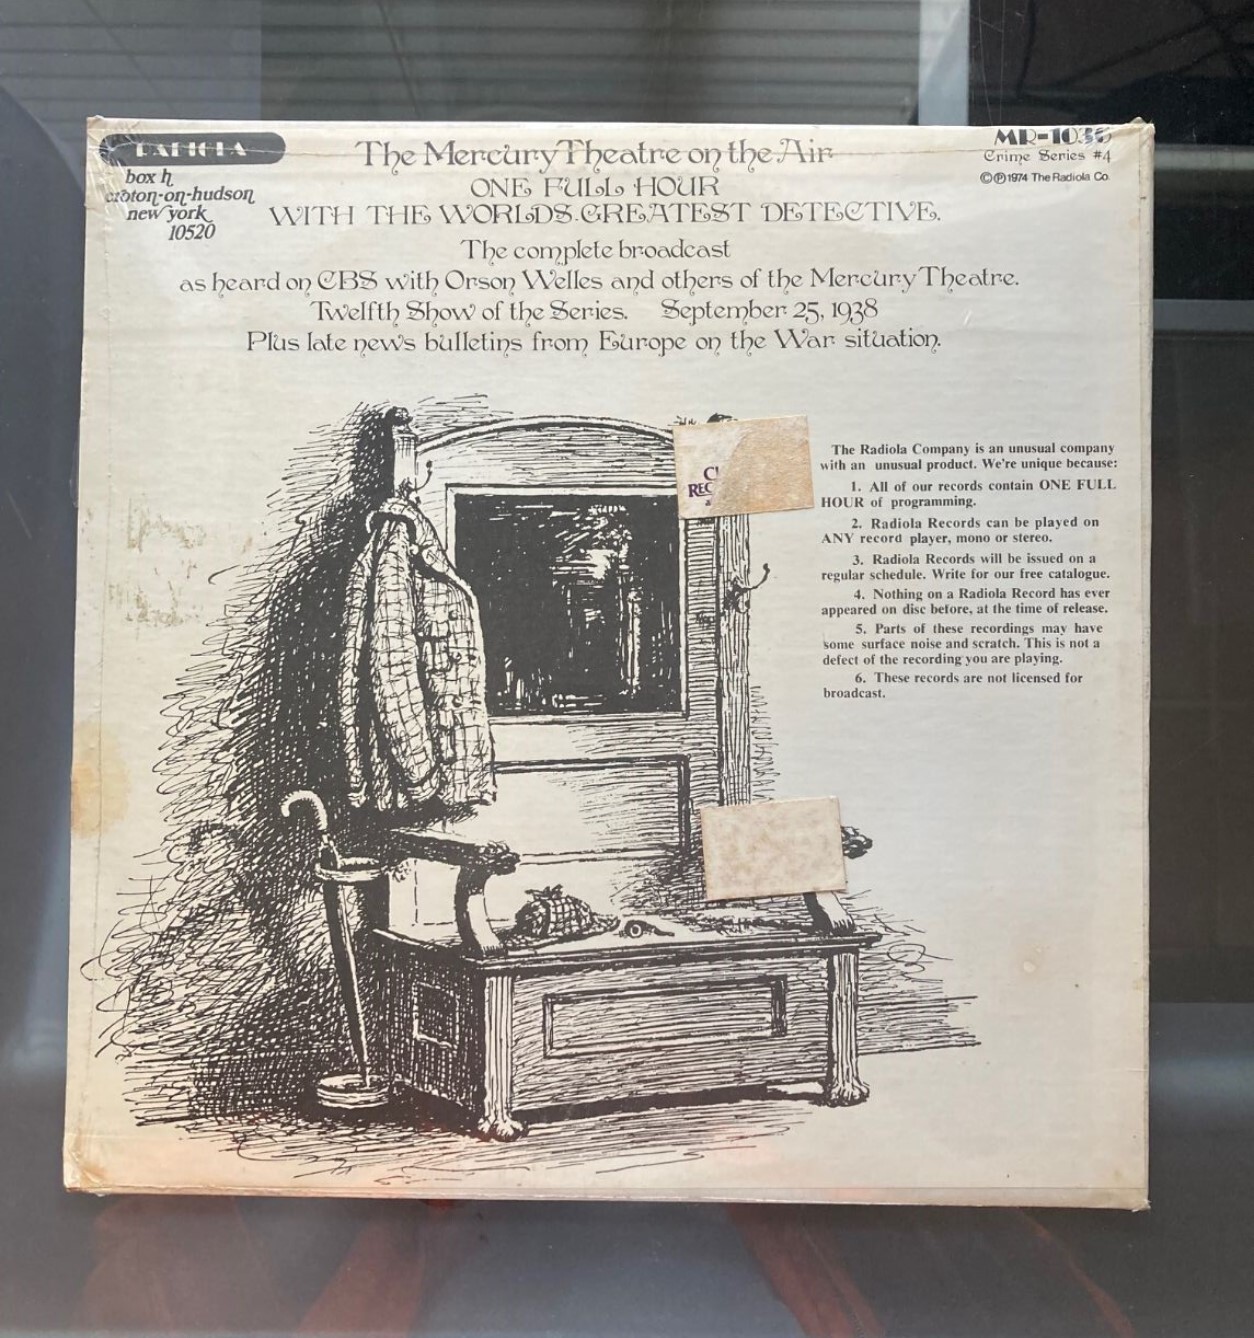 RADIOLA
box h
croton-on-hudson
new york
10520
The Mercury Theatre on the Air
ONE FULL HOUR
WITH THE WORLDS GREATEST DETECTIVE.
MR-1036
Crime Series #4
©℗1974 The Radiola Co.
The complete broadcast
as heard on CBS with Orson Welles and others of the Mercury Theatre.
Twelfth Show of the Series. September 25, 1938
Plus late news bulletins from Europe on the War situation.
The Radiola Company is an unusual company
with an unusual product. We're unique because:
1. All of our records contain ONE FULL
HOUR of programming.
2. Radiola Records can be played on
ANY record player, mono or stereo.
3. Radiola Records will be issued on a
regular schedule. Write for our free catalogue.
4. Nothing on a Radiola Record has ever
appeared on disc before, at the time of release.
5. Parts of these recordings may have
some surface noise and scratch. This is not a
defect of the recording you are playing.
6. These records are not licensed for
broadcast.